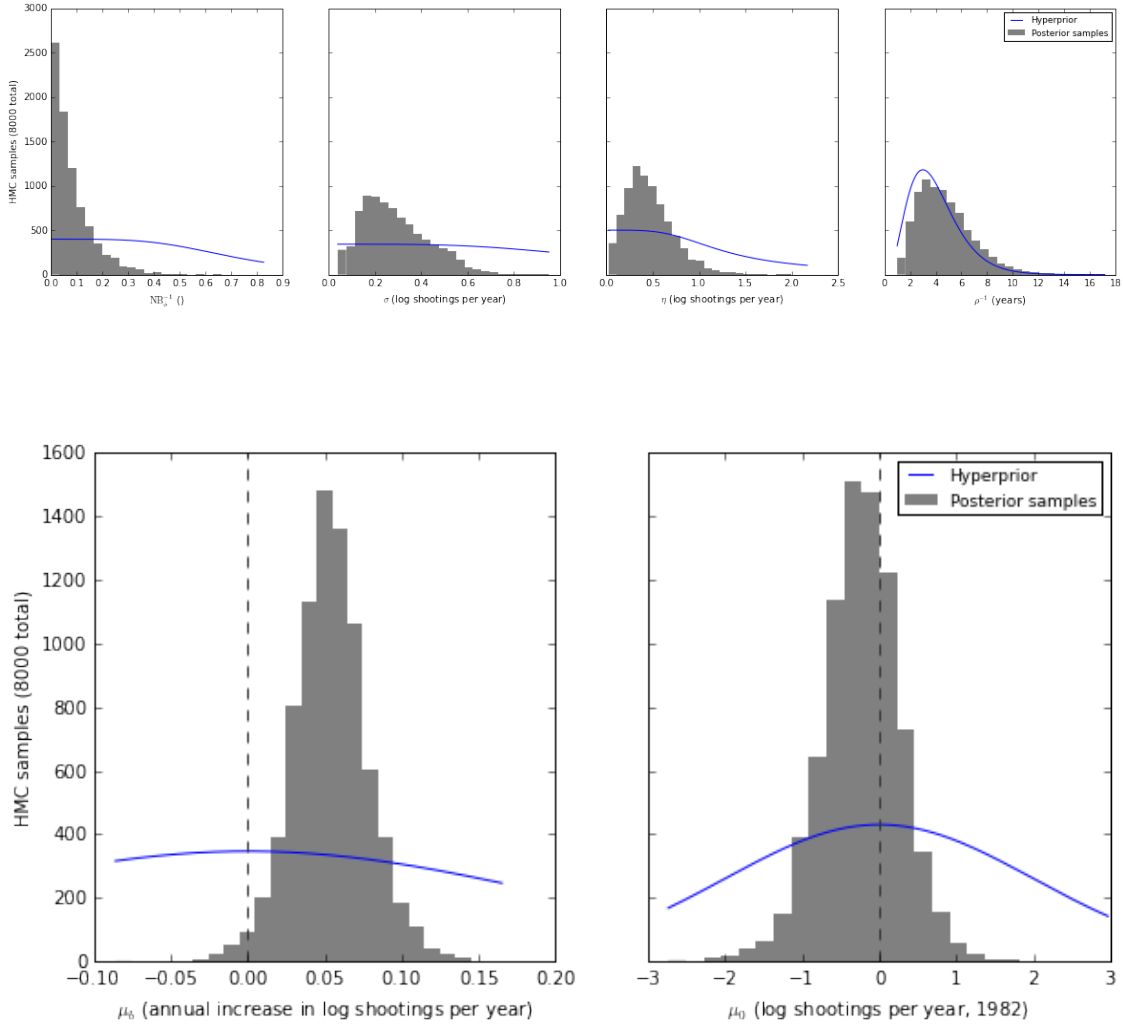 3000
2500
2000
1500
1000
500
0
HMC samples (8000 total)
0.0 0.1 0.2 0.3 0.4 0.5 0.6 0.7 0.8 0.9
0.0 0.2 0.4 0.6 0.8 1.0
0.0 0.5 1.0 1.5 2.0 2.5
0 2 4 6 8 10 12 14 16 18
σ (log shootings per year)
η (log shootings per year)
ρ⁻¹ (years)
Hyperprior
Posterior samples
1600
1400
1200
1000
800
600
400
200
0
HMC samples (8000 total)
−0.10 −0.05 0.00 0.05 0.10 0.15 0.20
μ_b (annual increase in log shootings per year)
Hyperprior
Posterior samples
−3 −2 −1 0 1 2 3
μ₀ (log shootings per year, 1982)